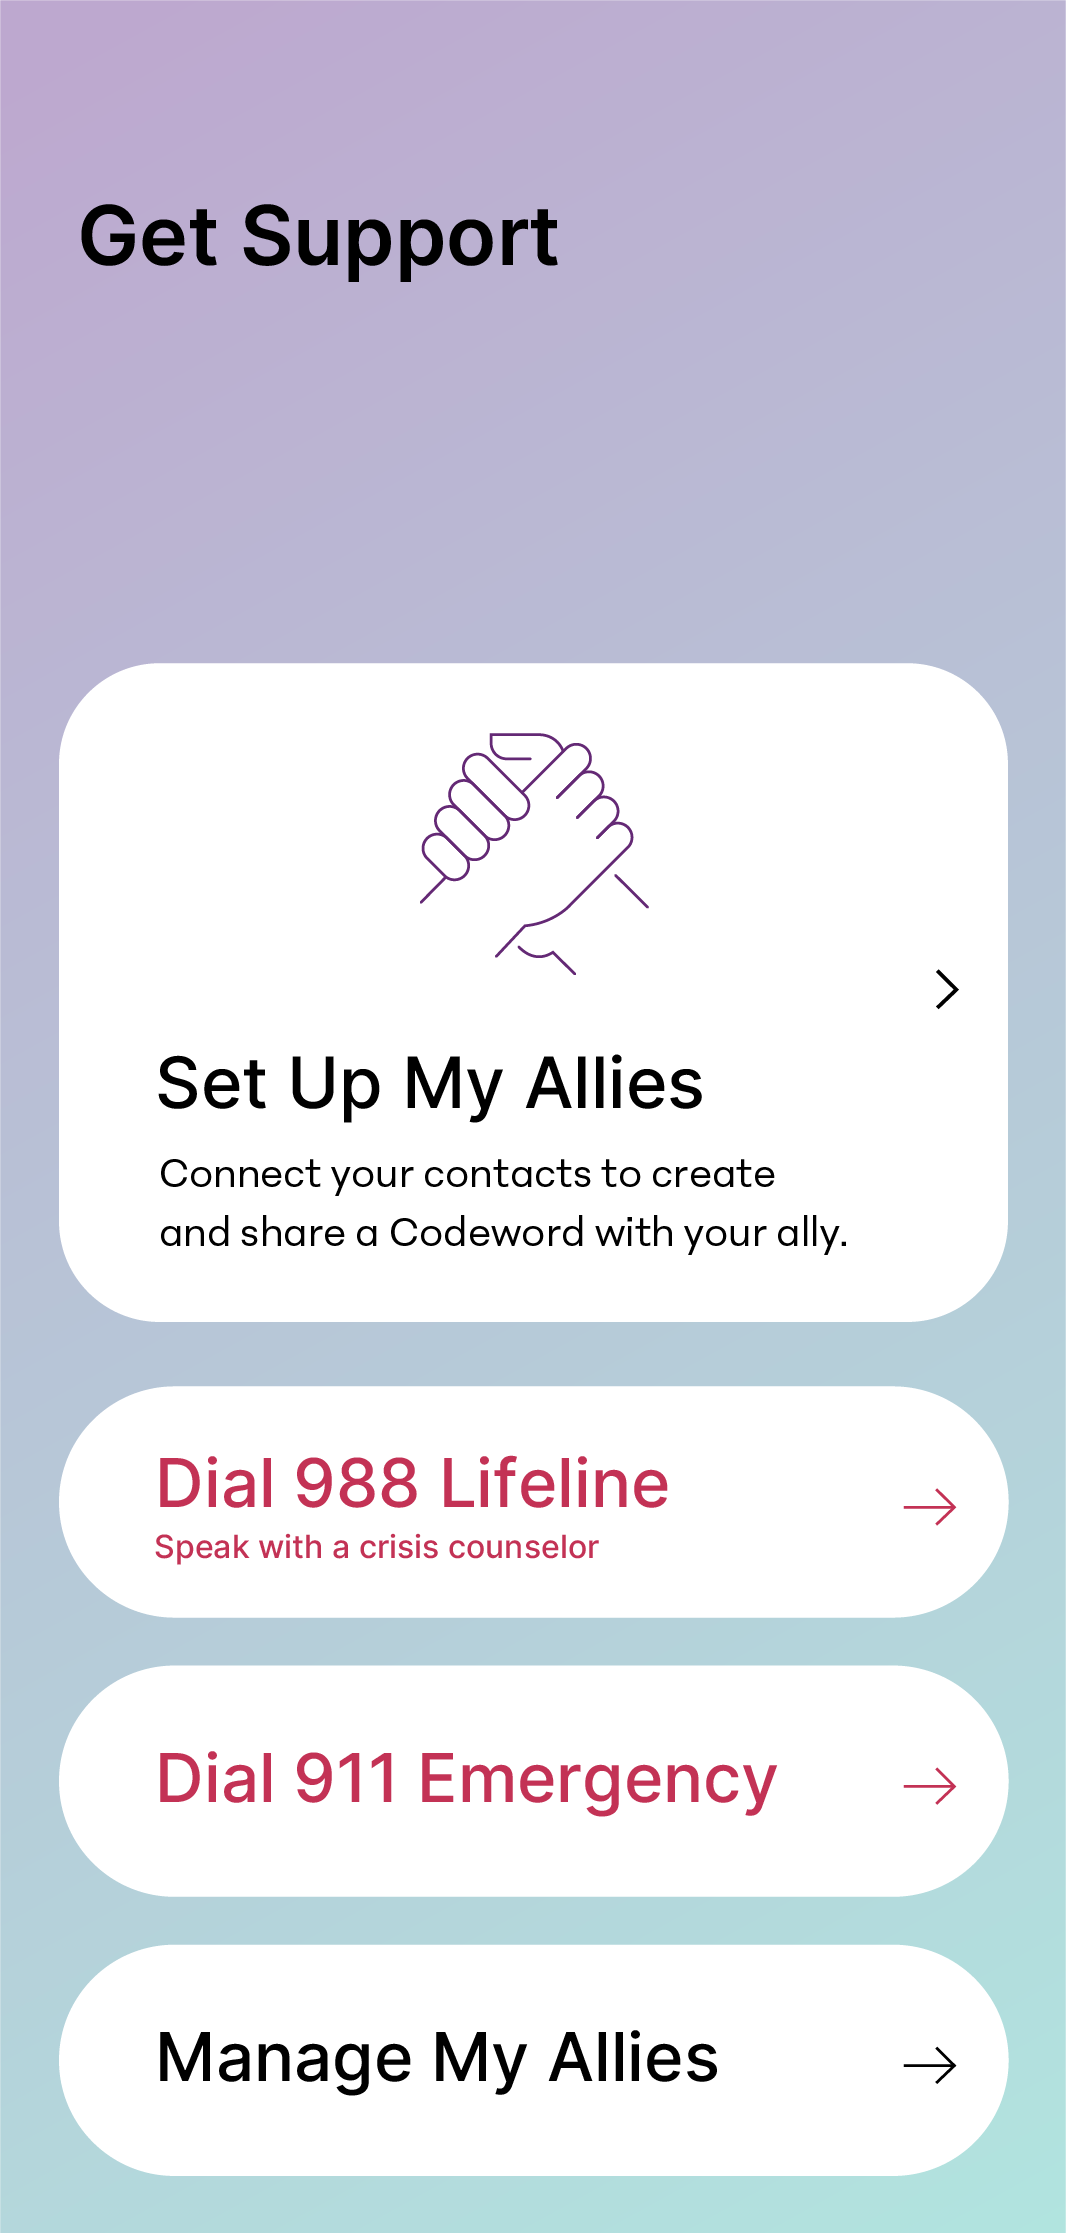 Get Support
Set Up My Allies
Connect your contacts to create
and share a Codeword with your ally.
Dial 988 Lifeline
Speak with a crisis counselor
Dial 911 Emergency
Manage My Allies